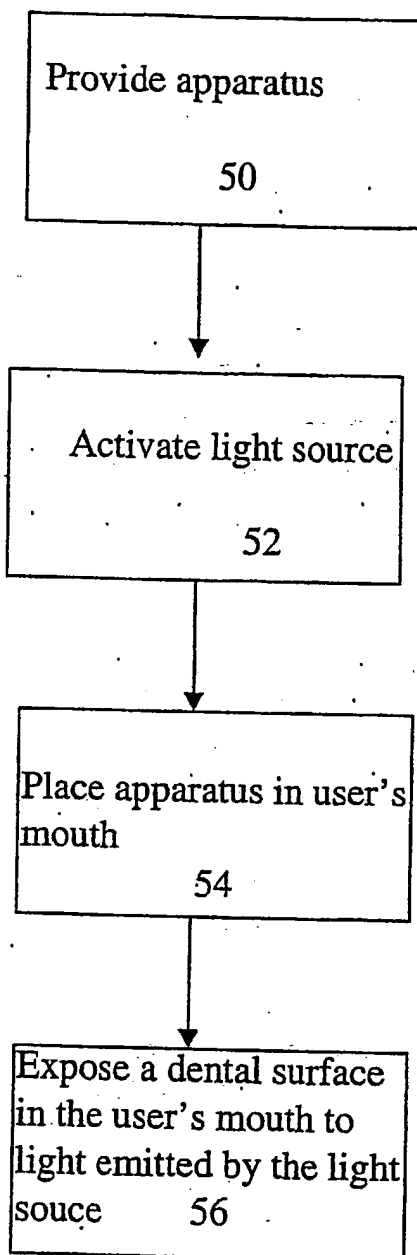 Provide apparatus
50
Activate light source
52
Place apparatus in user's
mouth
54
Expose a dental surface
in the user's mouth to
light emitted by the light
souce 56